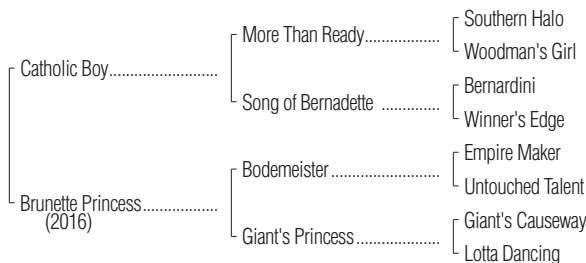 Southern Halo
More Than Ready....................
Woodman's Girl
Catholic Boy.............................
Bernardini
Song of Bernadette ................
Winner's Edge
Empire Maker
Bodemeister.............................
Untouched Talent
Brunette Princess....................
(2016)
Giant's Causeway
Giant's Princess.......................
Lotta Dancing